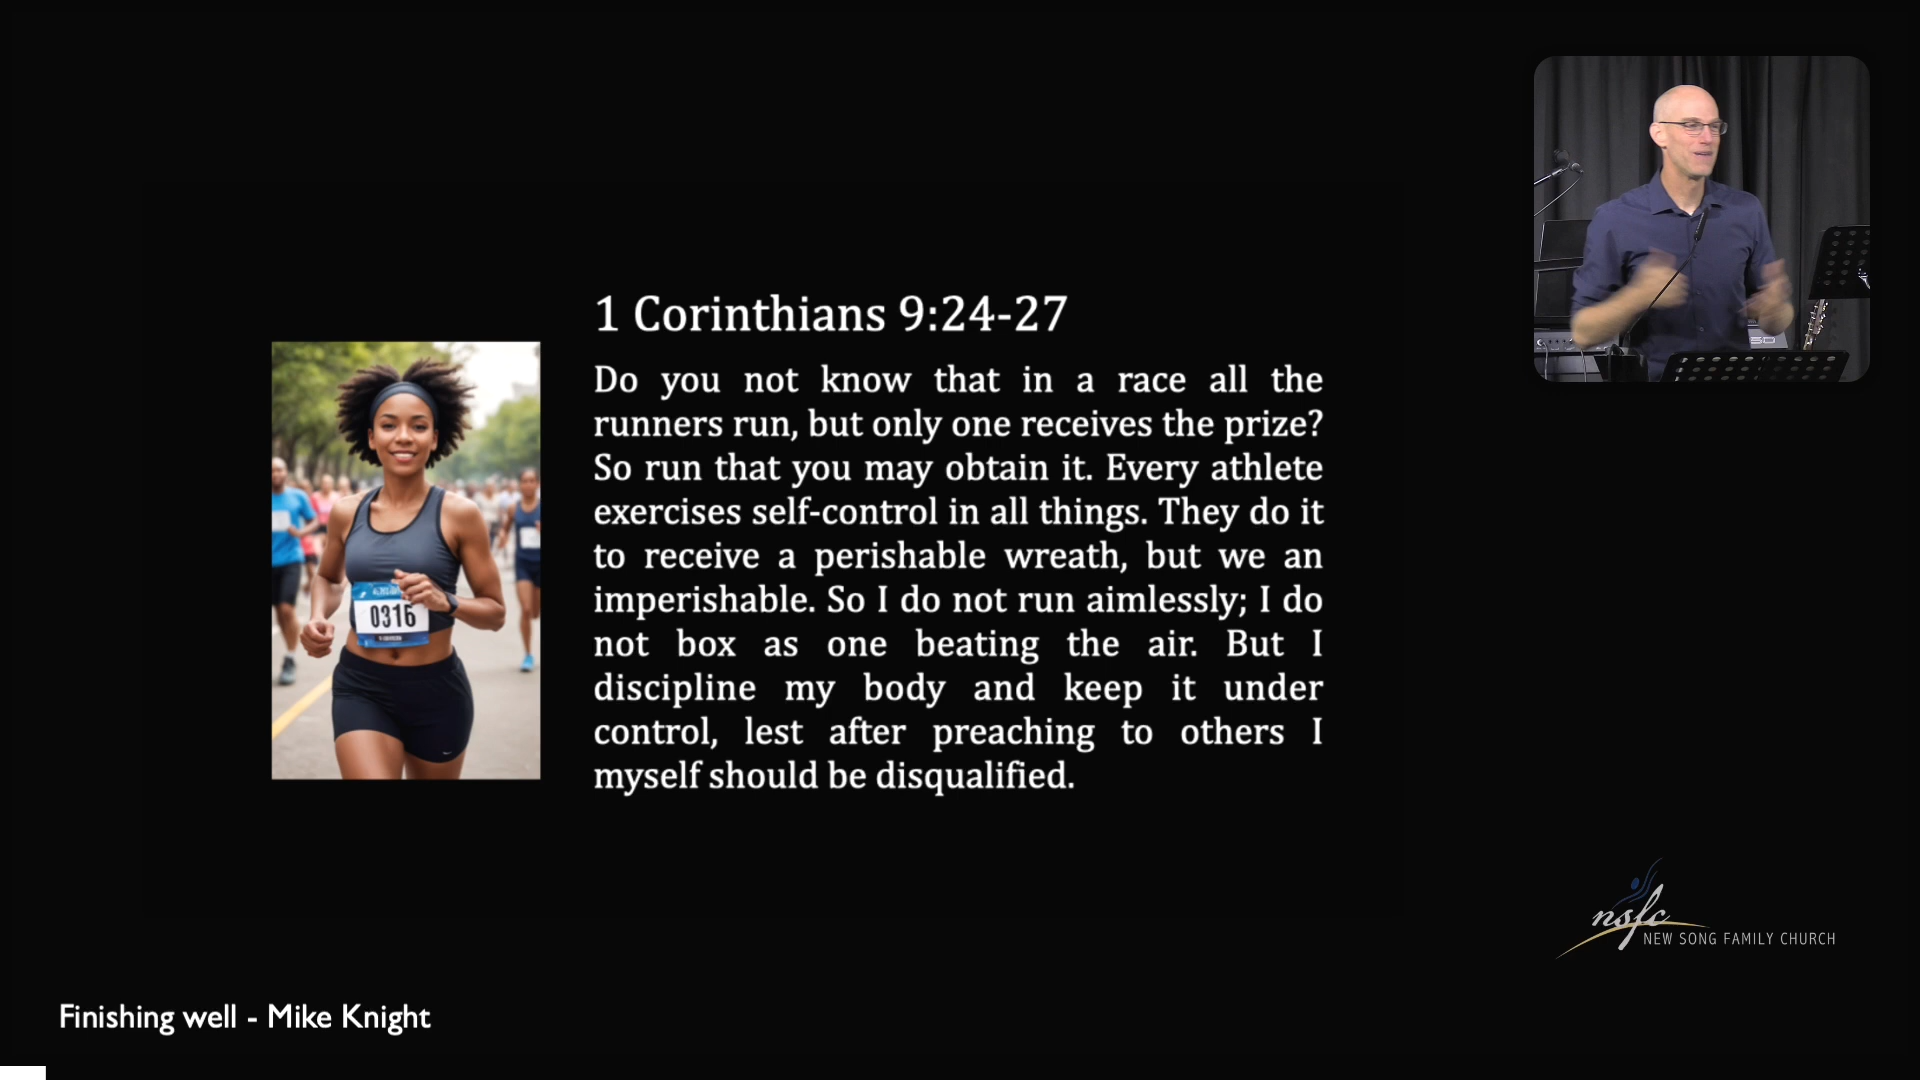 1 Corinthians 9:24-27
Do you not know that in a race all the
runners run, but only one receives the prize?
So run that you may obtain it. Every athlete
exercises self-control in all things. They do it
to receive a perishable wreath, but we an
imperishable. So I do not run aimlessly; I do
not box as one beating the air. But I
discipline my body and keep it under
control, lest after preaching to others I
myself should be disqualified.
0316
nsfc
NEW SONG FAMILY CHURCH
Finishing well - Mike Knight